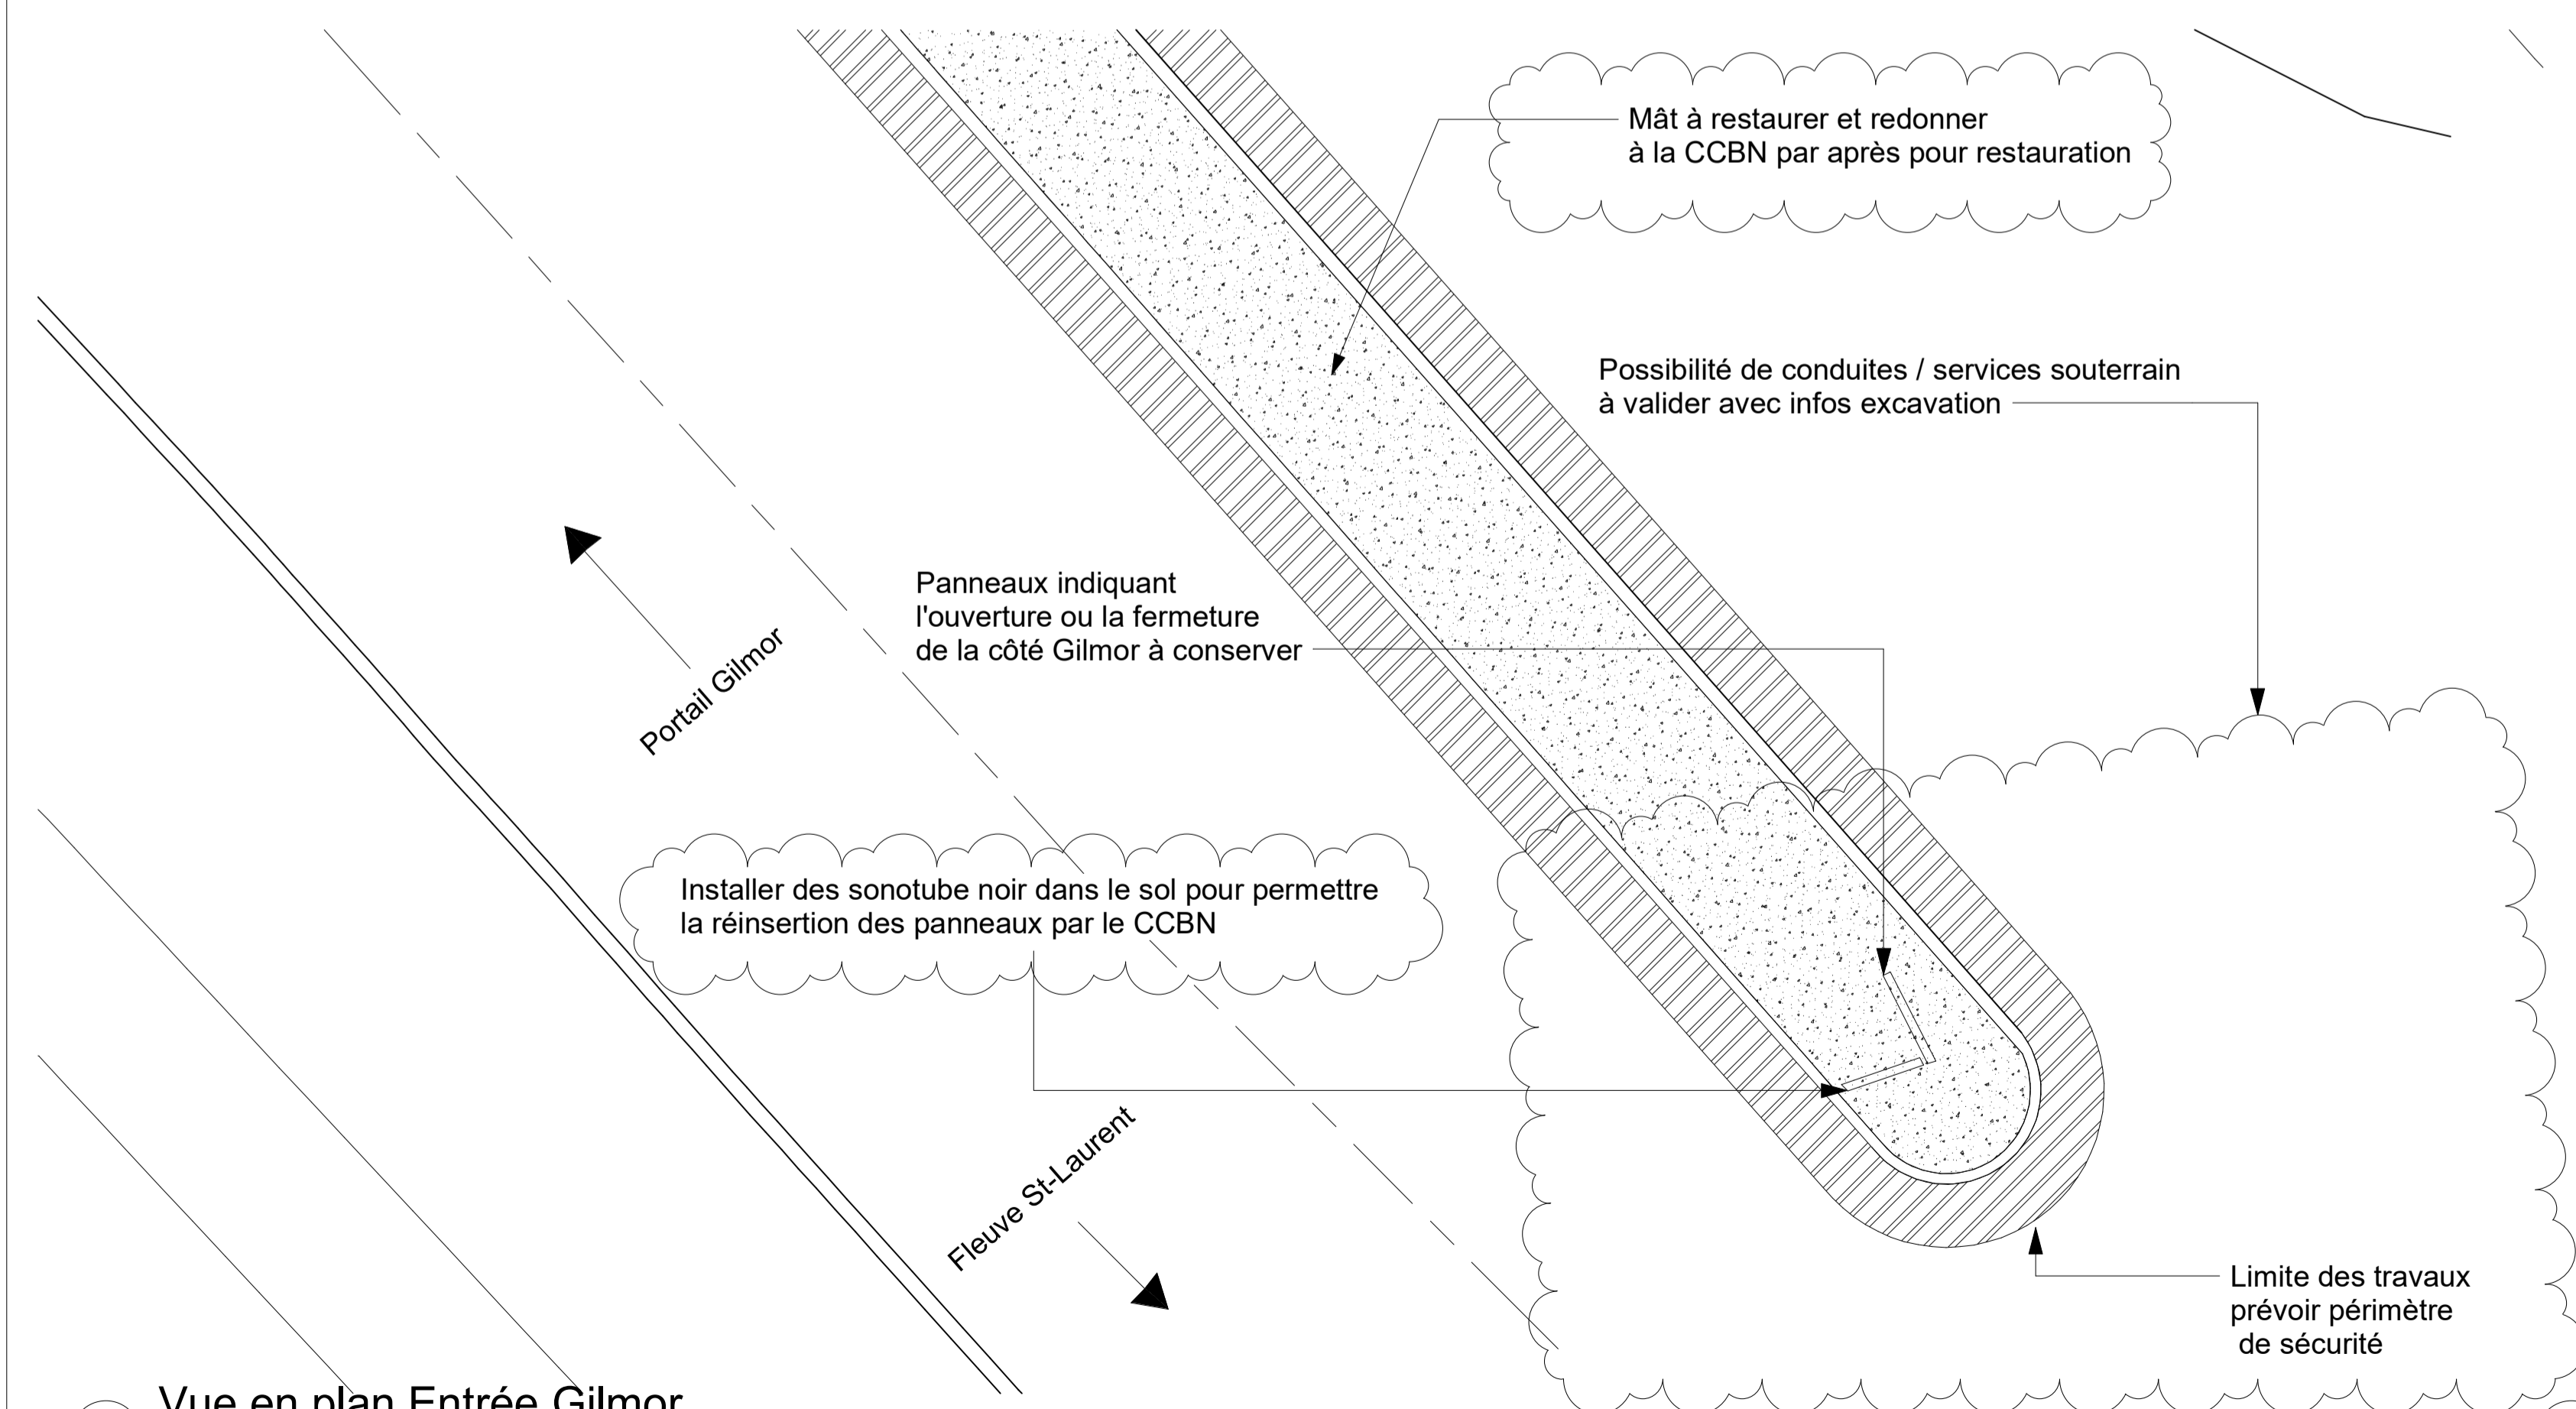 Mât à restaurer et redonner
à la CCBN par après pour restauration
Possibilité de conduites / services souterrain
à valider avec infos excavation
Panneaux indiquant
l'ouverture ou la fermeture
de la côté Gilmor à conserver
Portail Gilmor
Installer des sonotube noir dans le sol pour permettre
la réinsertion des panneaux par le CCBN
Fleuve St-Laurent
Limite des travaux
prévoir périmètre
de sécurité
Vue en plan Entrée Gilmor